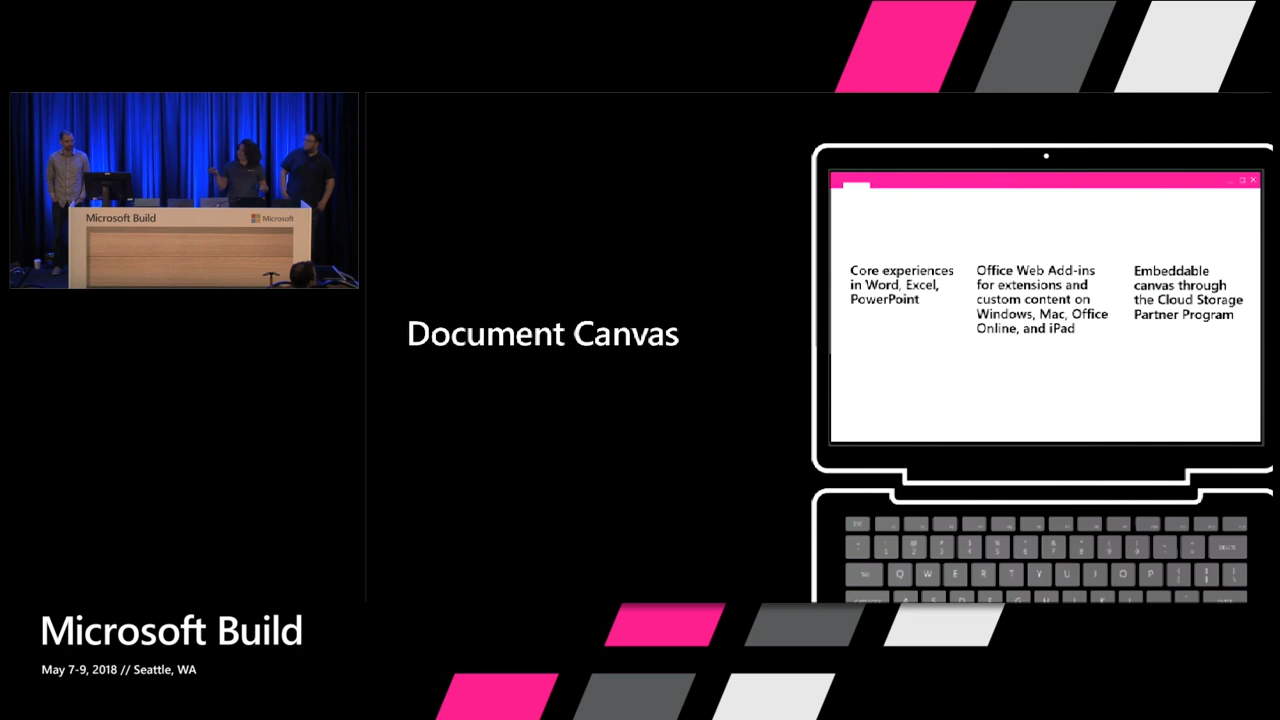 Microsoft Build
Microsoft
Document Canvas
Core experiences
in Word, Excel,
PowerPoint
Office Web Add-ins
for extensions and
custom content on
Windows, Mac, Office
Online, and iPad
Embeddable
canvas through
the Cloud Storage
Partner Program
Q W E R T Y U I O P
Microsoft Build
May 7-9, 2018 // Seattle, WA